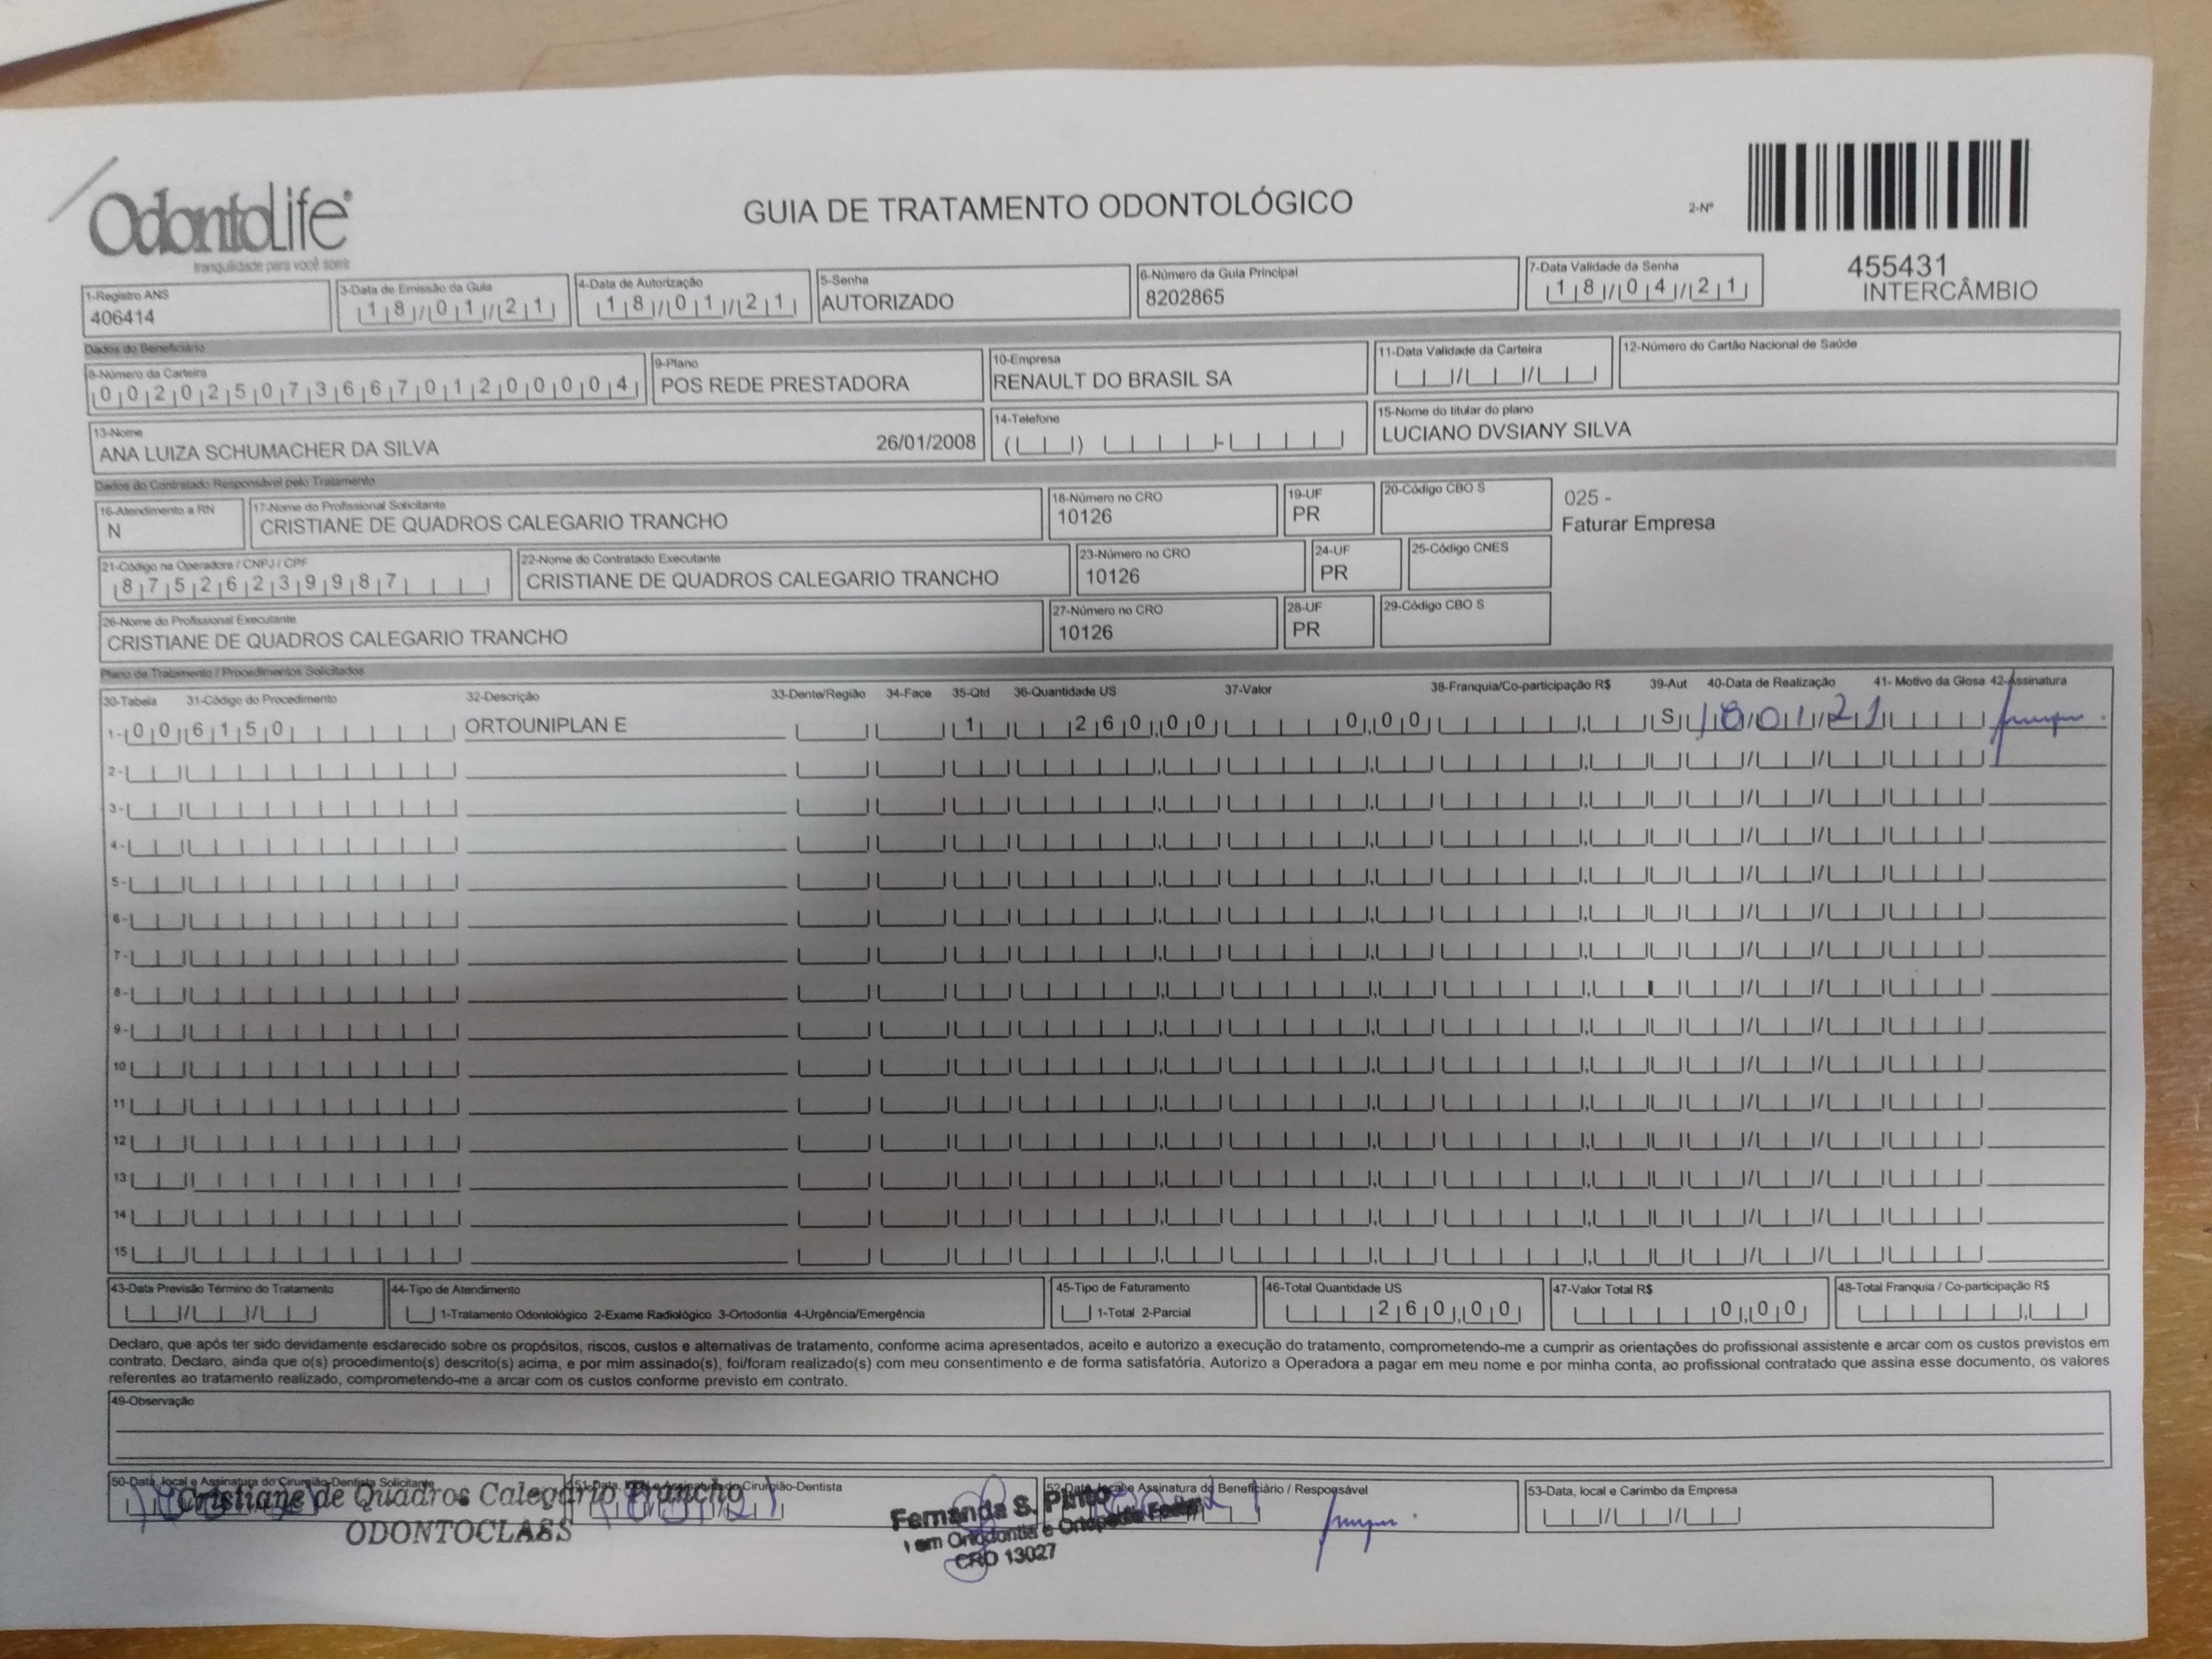 OdontoLife®
tranquilidade para você sorrir
GUIA DE TRATAMENTO ODONTOLÓGICO
2-Nº
455431
INTERCÂMBIO
1-Registro ANS
406414
3-Data de Emissão da Guia
18/01/21
4-Data de Autorização
18/01/21
5-Senha
AUTORIZADO
6-Número da Guia Principal
8202865
7-Data Validade da Senha
18/04/21
Dados do Beneficiário
8-Número da Carteira
00202507366701200004
9-Plano
POS REDE PRESTADORA
10-Empresa
RENAULT DO BRASIL SA
11-Data Validade da Carteira
12-Número do Cartão Nacional de Saúde
13-Nome
ANA LUIZA SCHUMACHER DA SILVA 26/01/2008
14-Telefone
15-Nome do titular do plano
LUCIANO DVSIANY SILVA
Dados do Contratado Responsável pelo Tratamento
16-Atendimento a RN
N
17-Nome do Profissional Solicitante
CRISTIANE DE QUADROS CALEGARIO TRANCHO
18-Número no CRO
10126
19-UF
PR
20-Código CBO S
025 -
Faturar Empresa
21-Código na Operadora / CNPJ / CPF
87526239987
22-Nome do Contratado Executante
CRISTIANE DE QUADROS CALEGARIO TRANCHO
23-Número no CRO
10126
24-UF
PR
25-Código CNES
26-Nome do Profissional Executante
CRISTIANE DE QUADROS CALEGARIO TRANCHO
27-Número no CRO
10126
28-UF
PR
29-Código CBO S
Plano de Tratamento / Procedimentos Solicitados
30-Tabela 31-Código do Procedimento 32-Descrição 33-Dente/Região 34-Face 35-Qtd 36-Quantidade US 37-Valor 38-Franquia/Co-participação R$ 39-Aut 40-Data de Realização 41- Motivo da Glosa 42-Assinatura
1- 006150 ORTOUNIPLAN E 1 260,00 0,00 S 18/01/21
2-
3-
4-
5-
6-
7-
8-
9-
10
11
12
13
14
15
43-Data Previsão Término do Tratamento
44-Tipo de Atendimento
1-Tratamento Odontológico 2-Exame Radiológico 3-Ortodontia 4-Urgência/Emergência
45-Tipo de Faturamento
1-Total 2-Parcial
46-Total Quantidade US
260,00
47-Valor Total R$
0,00
48-Total Franquia / Co-participação R$
Declaro, que após ter sido devidamente esclarecido sobre os propósitos, riscos, custos e alternativas de tratamento, conforme acima apresentados, aceito e autorizo a execução do tratamento, comprometendo-me a cumprir as orientações do profissional assistente e arcar com os custos previstos em
contrato. Declaro, ainda que o(s) procedimento(s) descrito(s) acima, e por mim assinado(s), foi/foram realizado(s) com meu consentimento e de forma satisfatória. Autorizo a Operadora a pagar em meu nome e por minha conta, ao profissional contratado que assina esse documento, os valores
referentes ao tratamento realizado, comprometendo-me a arcar com os custos conforme previsto em contrato.
49-Observação
50-Data, local e Assinatura do Cirurgião-Dentista Solicitante
Cristiane de Quadros Calegário Trancho
ODONTOCLASS
51-Data, local e Assinatura do Cirurgião-Dentista
Fernanda S. Pinto
em Ortodontia e Ortopedia Facial
CRO 13027
52-Data, local e Assinatura do Beneficiário / Responsável
53-Data, local e Carimbo da Empresa